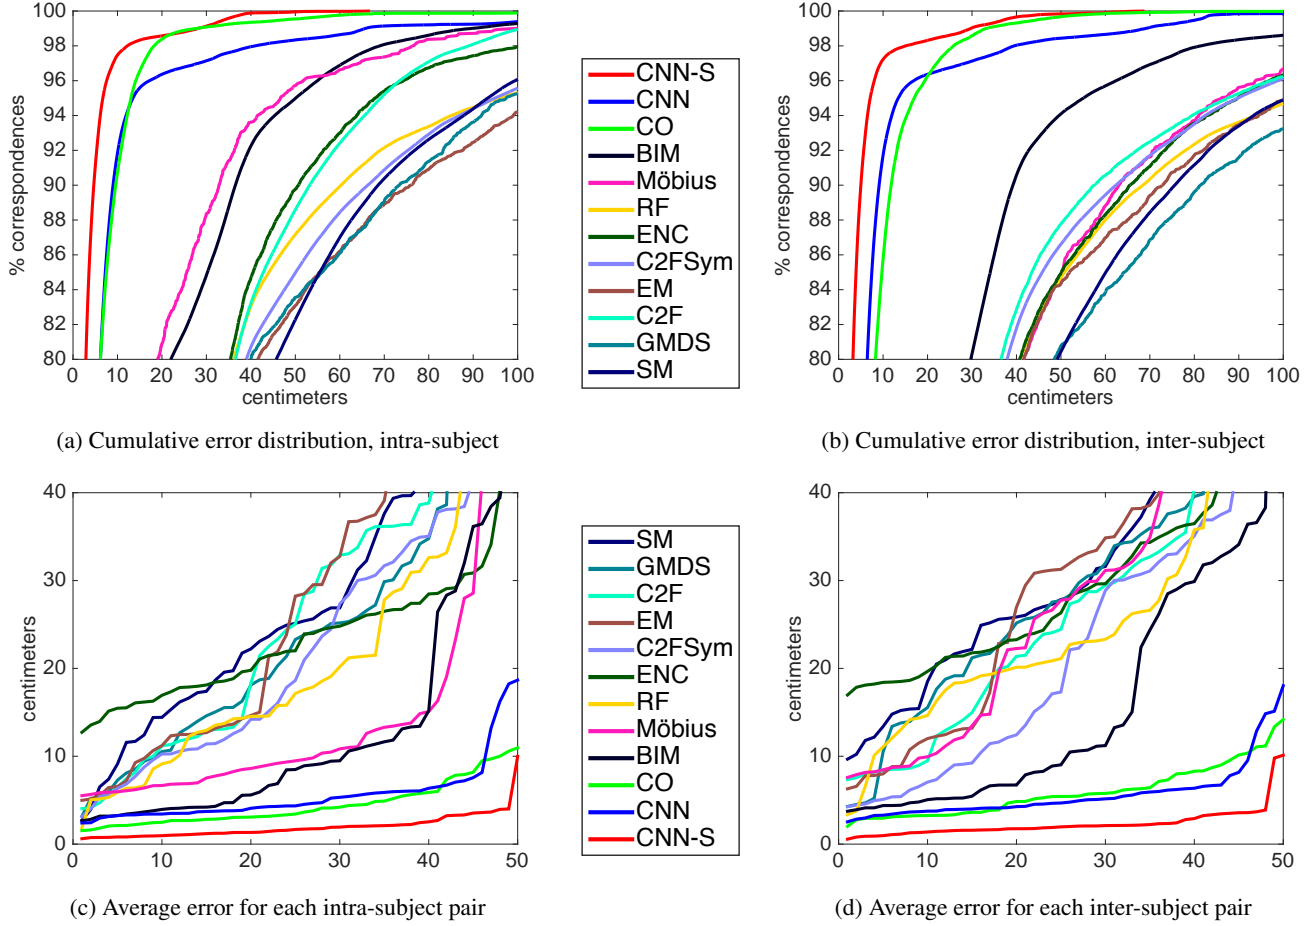 100
98
96
94
92
90
88
86
84
82
80
% correspondences
0 10 20 30 40 50 60 70 80 90 100
centimeters
(a) Cumulative error distribution, intra-subject
CNN-S
CNN
CO
BIM
Möbius
RF
ENC
C2FSym
EM
C2F
GMDS
SM
100
98
96
94
92
90
88
86
84
82
80
% correspondences
0 10 20 30 40 50 60 70 80 90 100
centimeters
(b) Cumulative error distribution, inter-subject
40
30
20
10
0
centimeters
0 10 20 30 40 50
(c) Average error for each intra-subject pair
SM
GMDS
C2F
EM
C2FSym
ENC
RF
Möbius
BIM
CO
CNN
CNN-S
40
30
20
10
0
centimeters
0 10 20 30 40 50
(d) Average error for each inter-subject pair